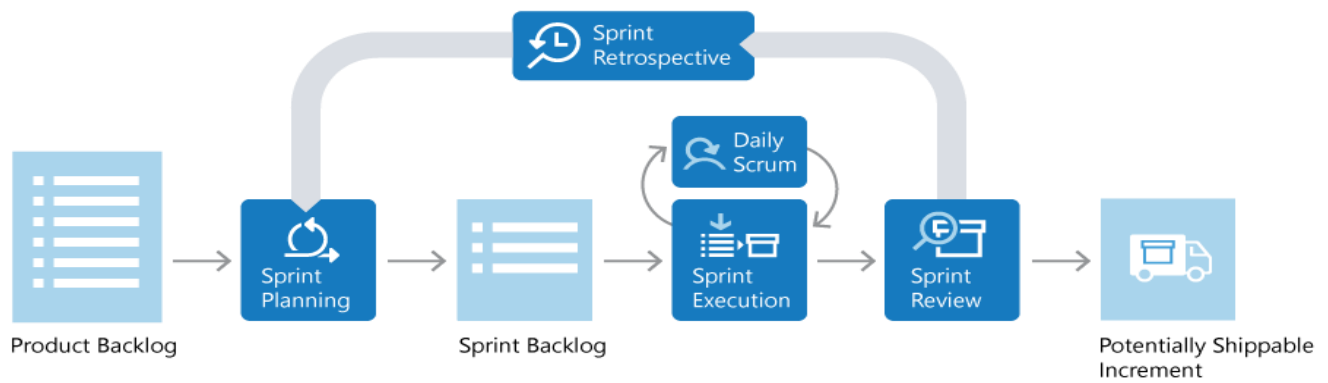 Sprint
Retrospective
Daily
Scrum
Sprint
Planning
Sprint
Execution
Sprint
Review
Product Backlog
Sprint Backlog
Potentially Shippable
Increment